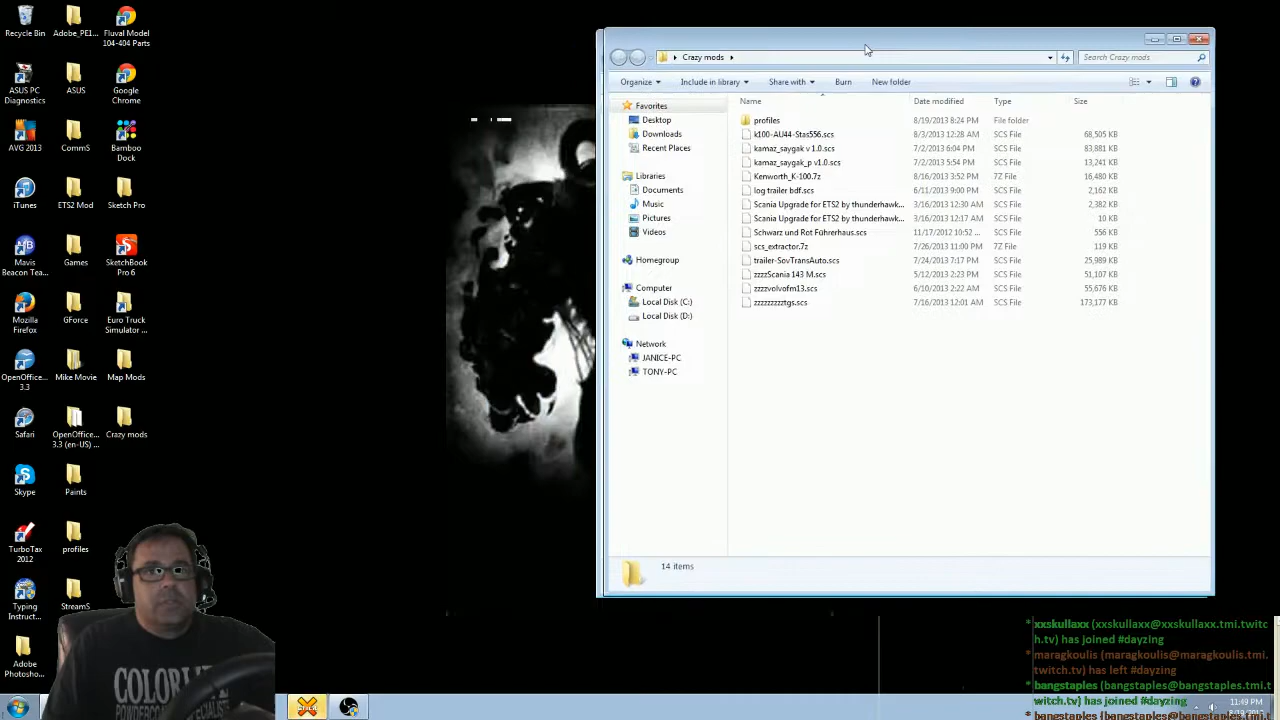 Recycle Bin
Adobe_PE1...
Fluval Model
104-404 Parts
ASUS PC
Diagnostics
ASUS
Google
Chrome
AVG 2013
CommS
Bamboo
Dock
iTunes
ETS2 Mod
Sketch Pro
Mavis
Beacon Tea...
Games
SketchBook
Pro 6
Mozilla
Firefox
GForce
Euro Truck
Simulator ...
OpenOffice...
3.3
Mike Movie
Map Mods
Safari
OpenOffice...
3.3 (en-US) ...
Crazy mods
Skype
Paints
TurboTax
2012
profiles
Typing
Instruct...
StreamS
Adobe
Photosho...
Crazy mods
Search Crazy mods
Organize
Include in library
Share with
Burn
New folder
Favorites
Desktop
Downloads
Recent Places
Libraries
Documents
Music
Pictures
Videos
Homegroup
Computer
Local Disk (C:)
Local Disk (D:)
Network
JANICE-PC
TONY-PC
Name Date modified Type Size
profiles 8/19/2013 8:24 PM File folder
k100-AU44-Stas556.scs 8/3/2013 12:28 AM SCS File 68,505 KB
kamaz_saygak v 1.0.scs 7/2/2013 6:04 PM SCS File 83,881 KB
kamaz_saygak_p v1.0.scs 7/2/2013 5:54 PM SCS File 13,241 KB
Kenworth_K-100.7z 8/16/2013 3:52 PM 7Z File 16,480 KB
log trailer bdf.scs 6/11/2013 9:00 PM SCS File 2,162 KB
Scania Upgrade for ETS2 by thunderhawk... 3/16/2013 12:30 AM SCS File 2,382 KB
Scania Upgrade for ETS2 by thunderhawk... 3/16/2013 12:17 AM SCS File 10 KB
Schwarz und Rot Führerhaus.scs 11/17/2012 10:52 ... SCS File 556 KB
scs_extractor.7z 7/26/2013 11:00 PM 7Z File 119 KB
trailer-SovTransAuto.scs 7/24/2013 7:17 PM SCS File 25,989 KB
zzzzScania 143 M.scs 5/12/2013 2:23 PM SCS File 51,107 KB
zzzzvolvofm13.scs 6/10/2013 2:22 AM SCS File 55,676 KB
zzzzzzzzztgs.scs 7/16/2013 12:01 AM SCS File 173,177 KB
14 items
COLOR
POWDERCOA
* xxskullaxx (xxskullaxx@xxskullaxx.tmi.twitc
h.tv) has joined #dayzing
* maragkoulis (maragkoulis@maragkoulis.tmi.
twitch.tv) has left #dayzing
* bangstaples (bangstaples@bangstaples.tmi.t
witch.tv) has joined #dayzing
11:49 PM